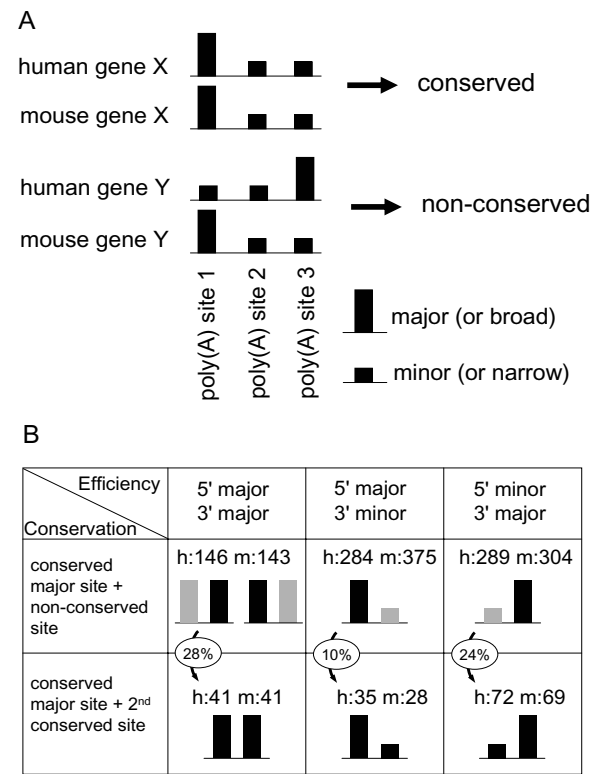 A
human gene X
conserved
mouse gene X
human gene Y
non-conserved
mouse gene Y
poly(A) site 1
poly(A) site 2
poly(A) site 3
major (or broad)
minor (or narrow)
B
Efficiency
Conservation
5' major
3' major
5' major
3' minor
5' minor
3' major
conserved
major site +
non-conserved
site
h:146 m:143
h:284 m:375
h:289 m:304
28%
10%
24%
conserved
major site + 2nd
conserved site
h:41 m:41
h:35 m:28
h:72 m:69